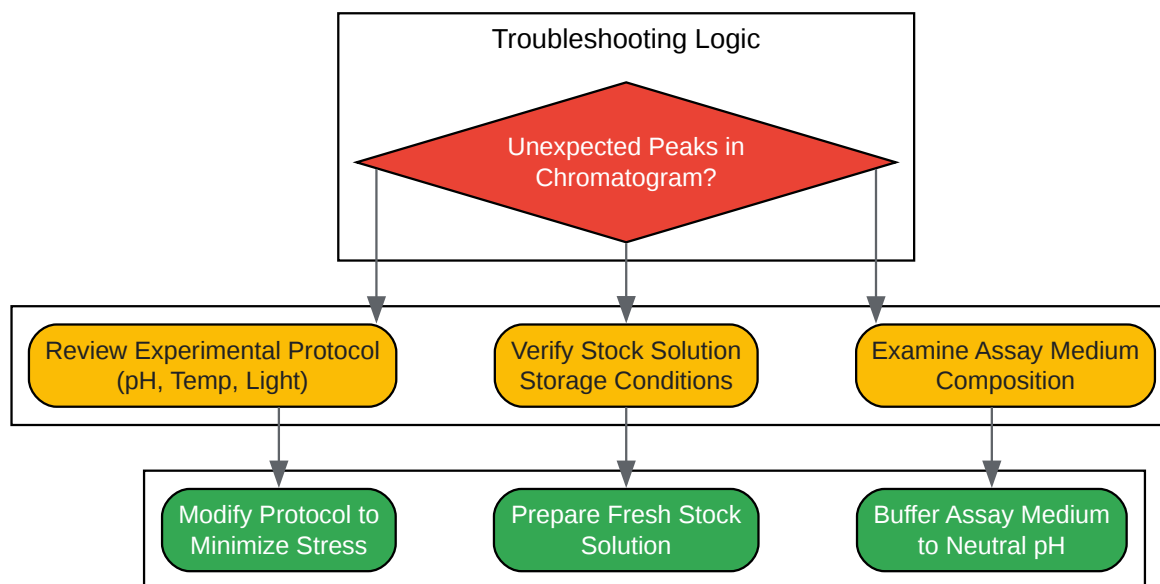 Troubleshooting Logic
Unexpected Peaks in
Chromatogram?
Review Experimental Protocol
(pH, Temp, Light)
Verify Stock Solution
Storage Conditions
Examine Assay Medium
Composition
Modify Protocol to
Minimize Stress
Prepare Fresh Stock
Solution
Buffer Assay Medium
to Neutral pH